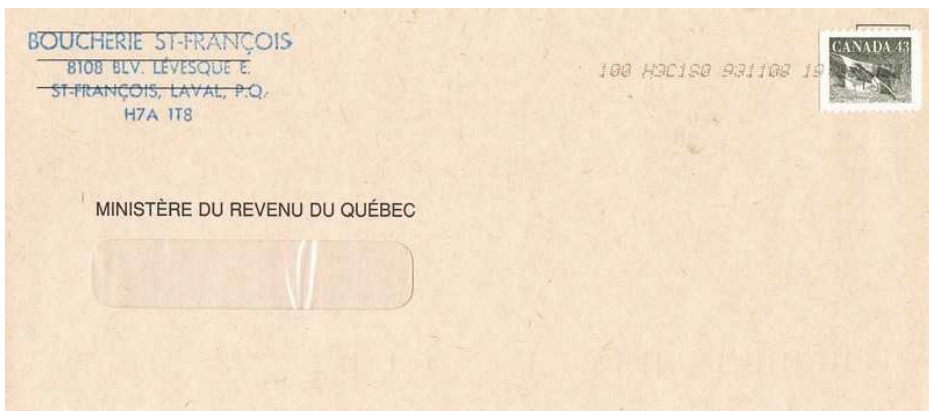 BOUCHERIE ST-FRANÇOIS
8108 BLV. LÉVESQUE E.
ST-FRANÇOIS, LAVAL, P.Q.
H7A 1T8
CANADA 43
100 H3C1S0 931108 19
MINISTÈRE DU REVENU DU QUÉBEC